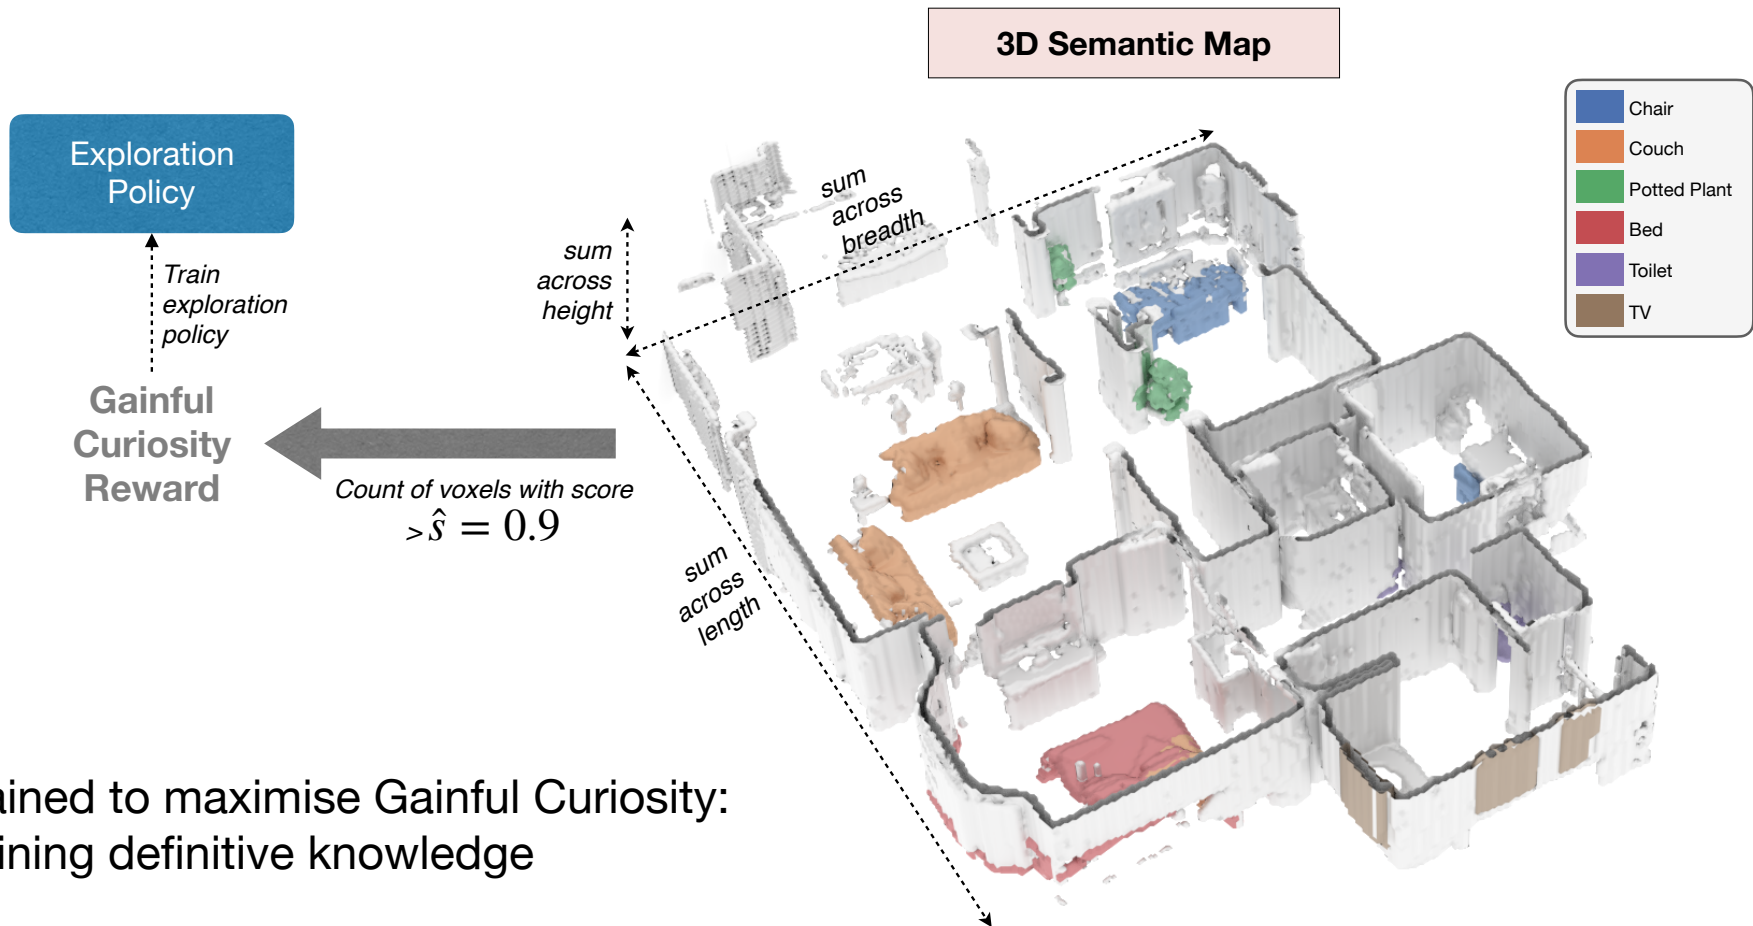 3D Semantic Map
Chair
Couch
Potted Plant
Bed
Toilet
TV
Exploration
Policy
Train
exploration
policy
Gainful
Curiosity
Reward
Count of voxels with score
> ŝ = 0.9
sum
across
height
sum
across
breadth
sum
across
length
ained to maximise Gainful Curiosity:
ining definitive knowledge